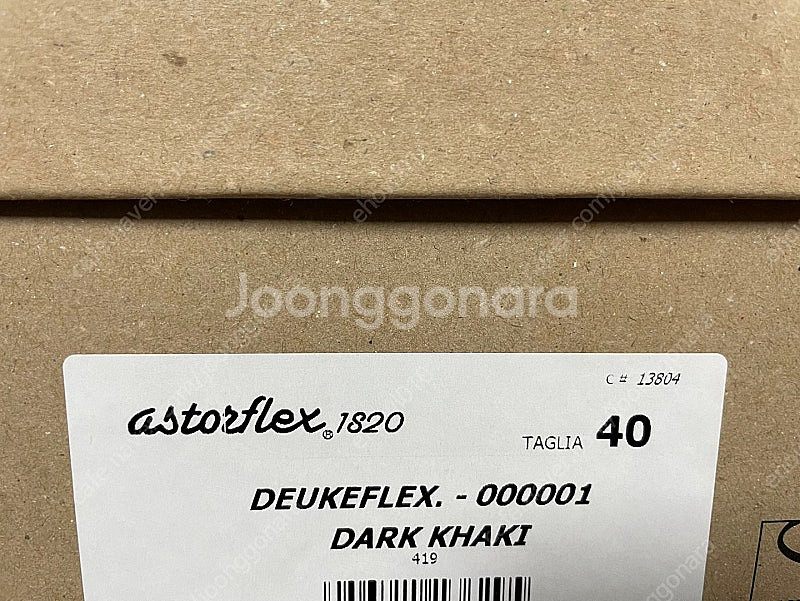 Joonggonara
C# 13804
astorflex® 1820
TAGLIA 40
DEUKEFLEX. - 000001
DARK KHAKI
419